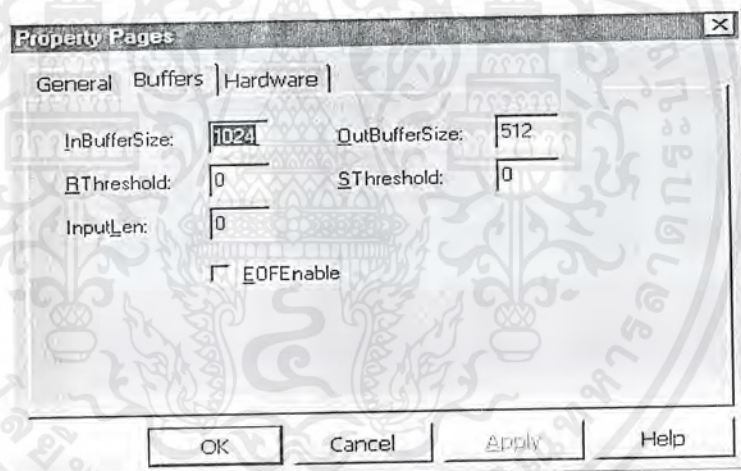 Property Pages
General Buffers Hardware
InBufferSize: 1024 OutBufferSize: 512
RThreshold: 0 SThreshold: 0
InputLen: 0
EOFEnable
OK Cancel Apply Help